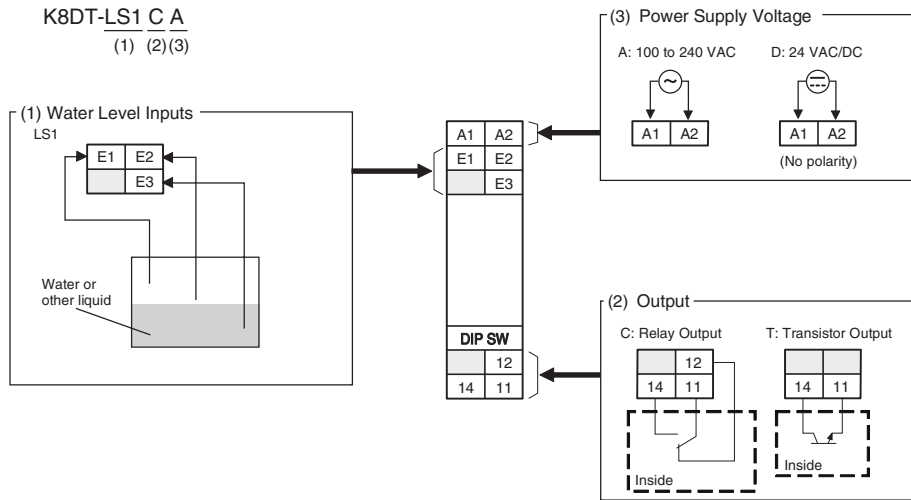 K8DT-LS1 C A
(1) (2) (3)
(1) Water Level Inputs
LS1
E1 E2
E3
Water or
other liquid
A1 A2
E1 E2
E3
DIP SW
12
14 11
(3) Power Supply Voltage
A: 100 to 240 VAC
D: 24 VAC/DC
A1 A2
A1 A2
(No polarity)
(2) Output
C: Relay Output
T: Transistor Output
12
14 11
14 11
Inside
Inside